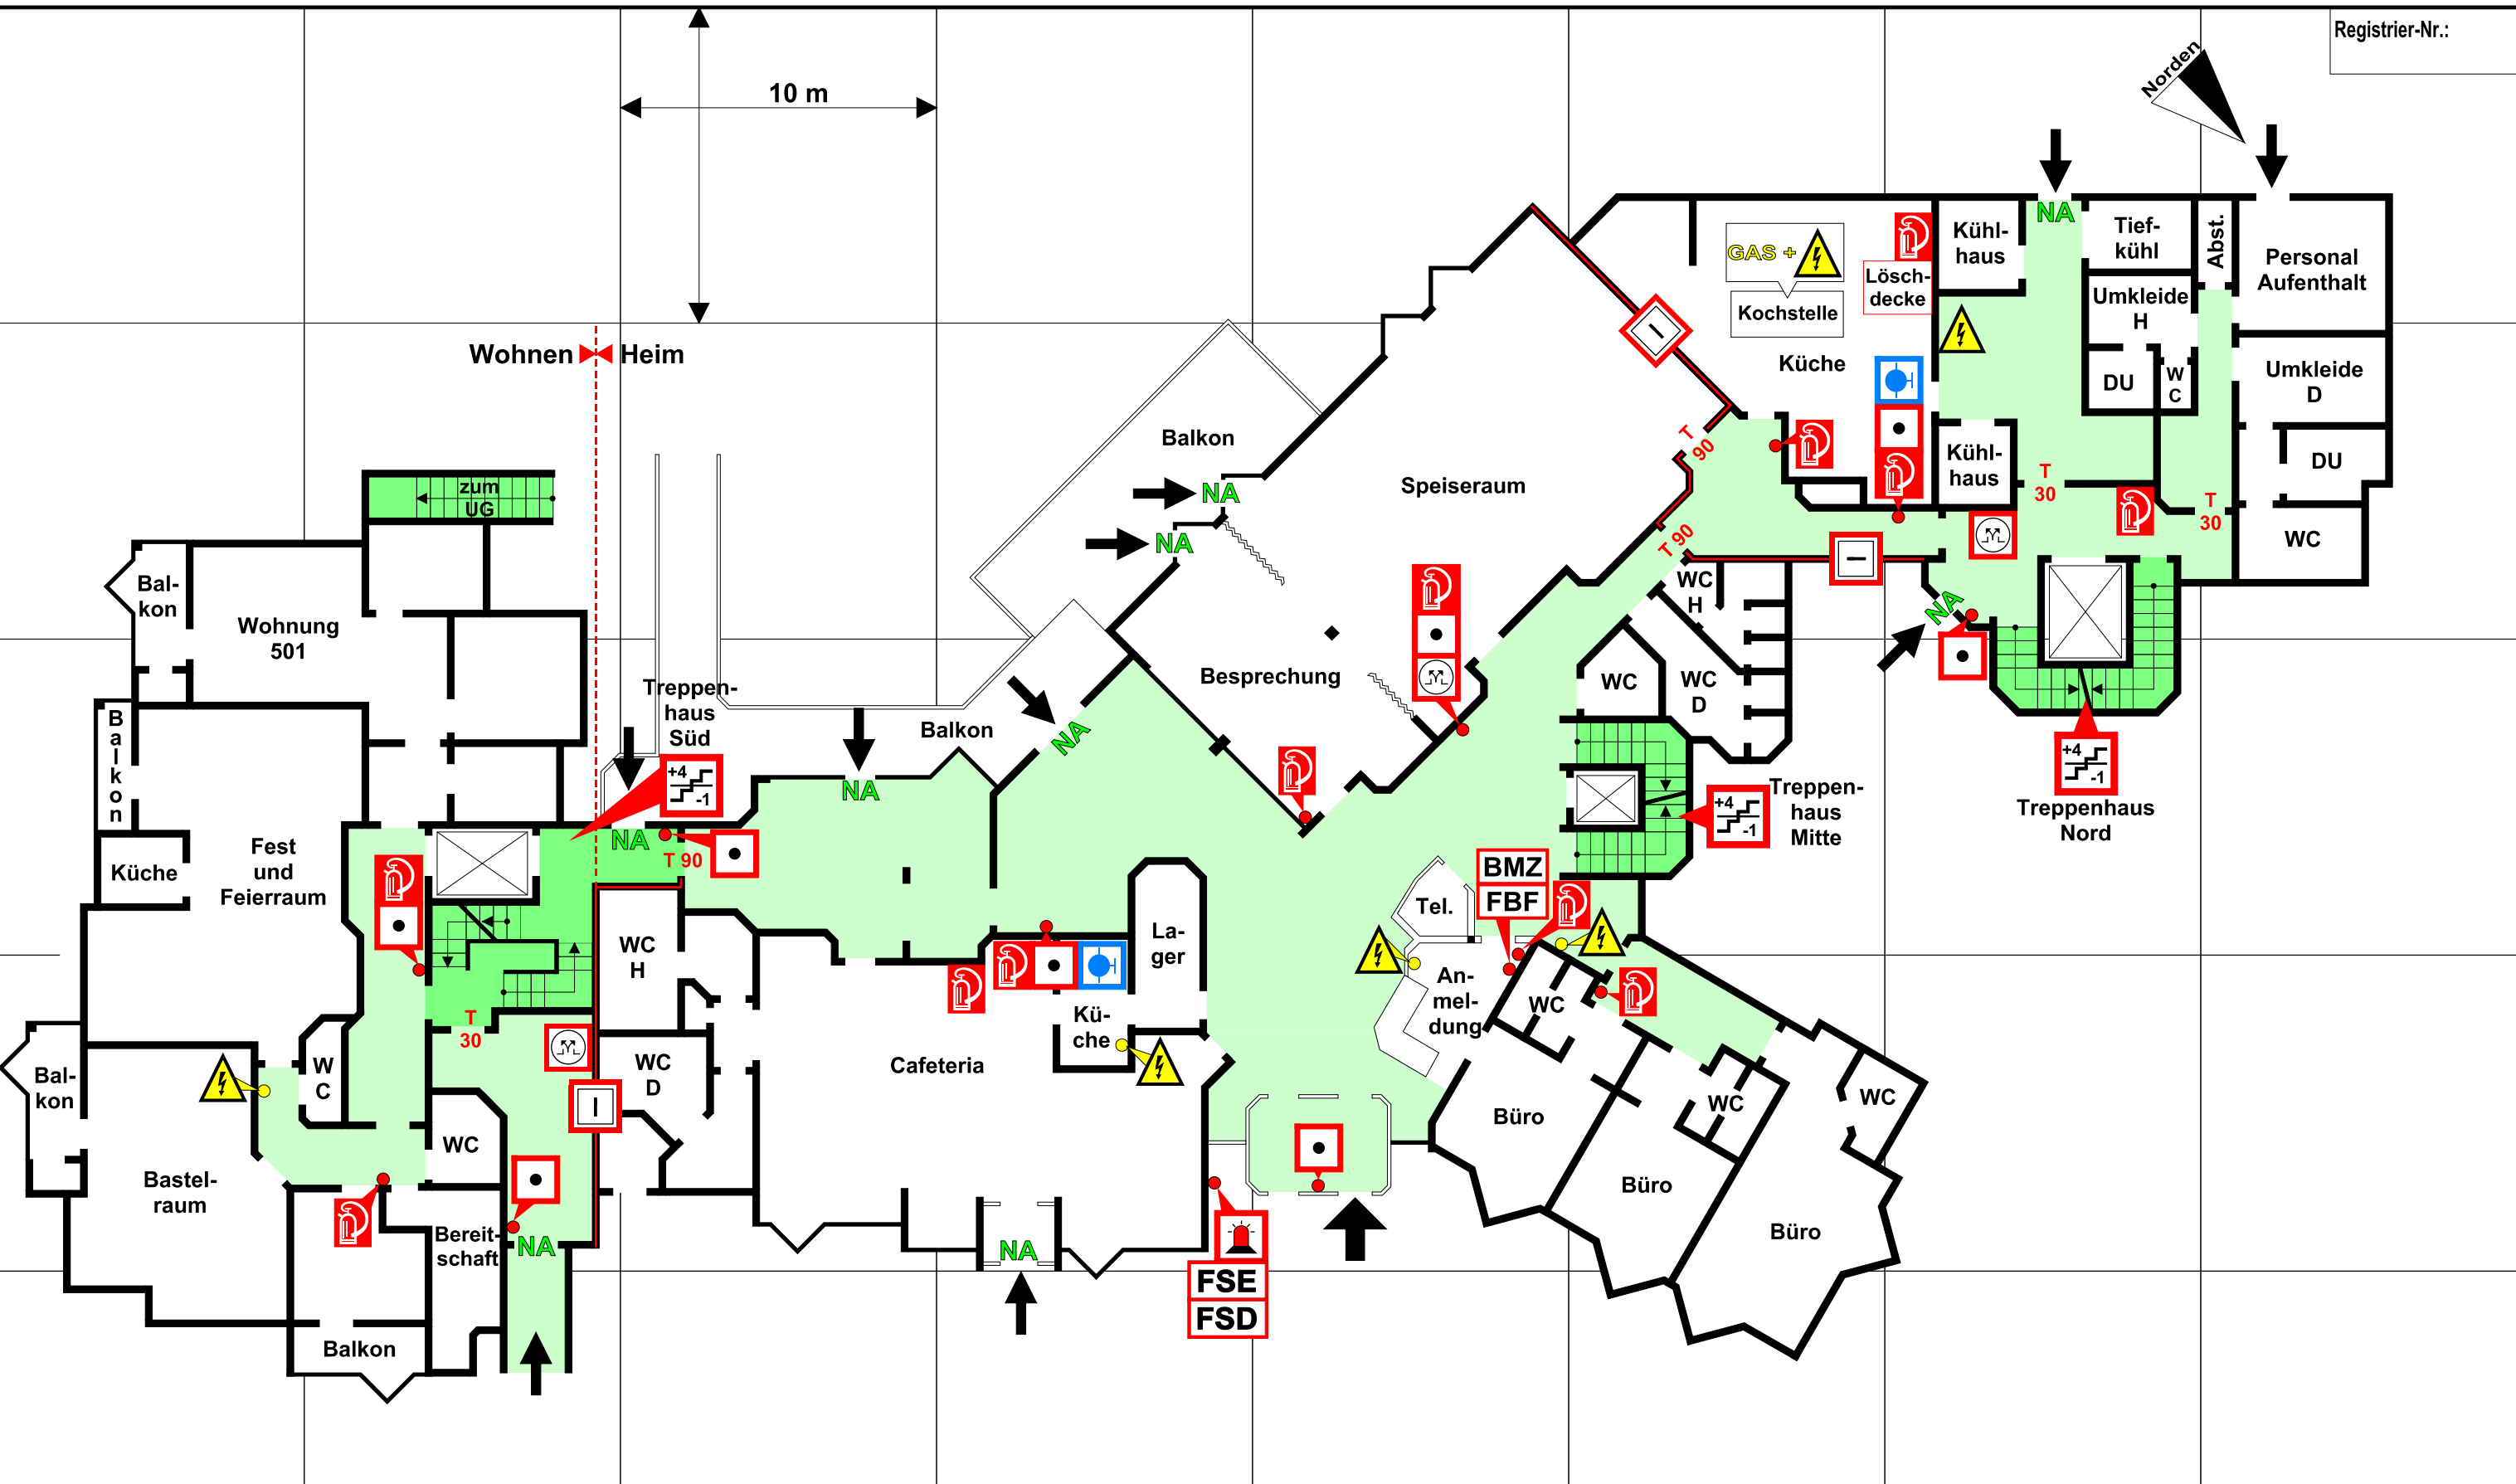 Registrier-Nr.:
Norden
10 m
Wohnen
Heim
NA
Kühl-
haus
Tief-
kühl
Abst.
Personal
Aufenthalt
GAS +
Kochstelle
Lösch-
decke
Küche
Umkleide
H
DU
W
C
Umkleide
D
DU
WC
Kühl-
haus
T
30
T
30
T
90
T 90
Balkon
NA
NA
Speiseraum
Besprechung
WC
H
WC
WC
D
NA
+4
-1
Treppenhaus
Nord
+4
-1
Treppen-
haus
Mitte
zum
UG
Bal-
kon
Wohnung
501
Balkon
Küche
Fest
und
Feierraum
Treppen-
haus
Süd
+4
-1
NA
T 90
Balkon
NA
NA
WC
H
WC
D
T
30
W
C
Bal-
kon
Bastel-
raum
WC
Bereit-
schaft
NA
Balkon
La-
ger
Kü-
che
Cafeteria
NA
Tel.
BMZ
FBF
An-
mel-
dung
WC
Büro
WC
Büro
WC
Büro
FSE
FSD